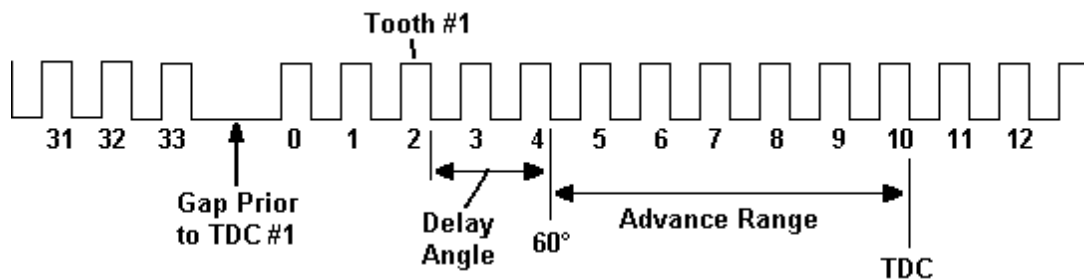 Tooth #1
31 32 33 0 1 2 3 4 5 6 7 8 9 10 11 12
Gap Prior
to TDC #1
Delay
Angle
60°
Advance Range
TDC